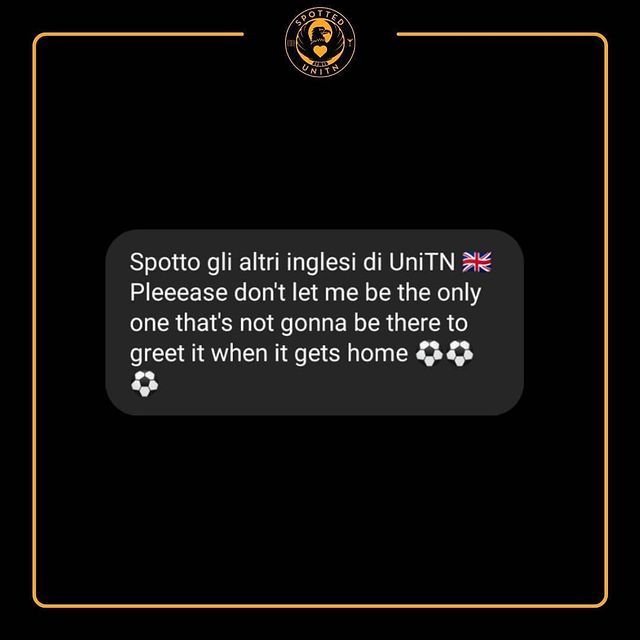 SPOTTED
UNITN
Spotto gli altri inglesi di UniTN 🇬🇧
Pleeease don't let me be the only
one that's not gonna be there to
greet it when it gets home ⚽⚽
⚽